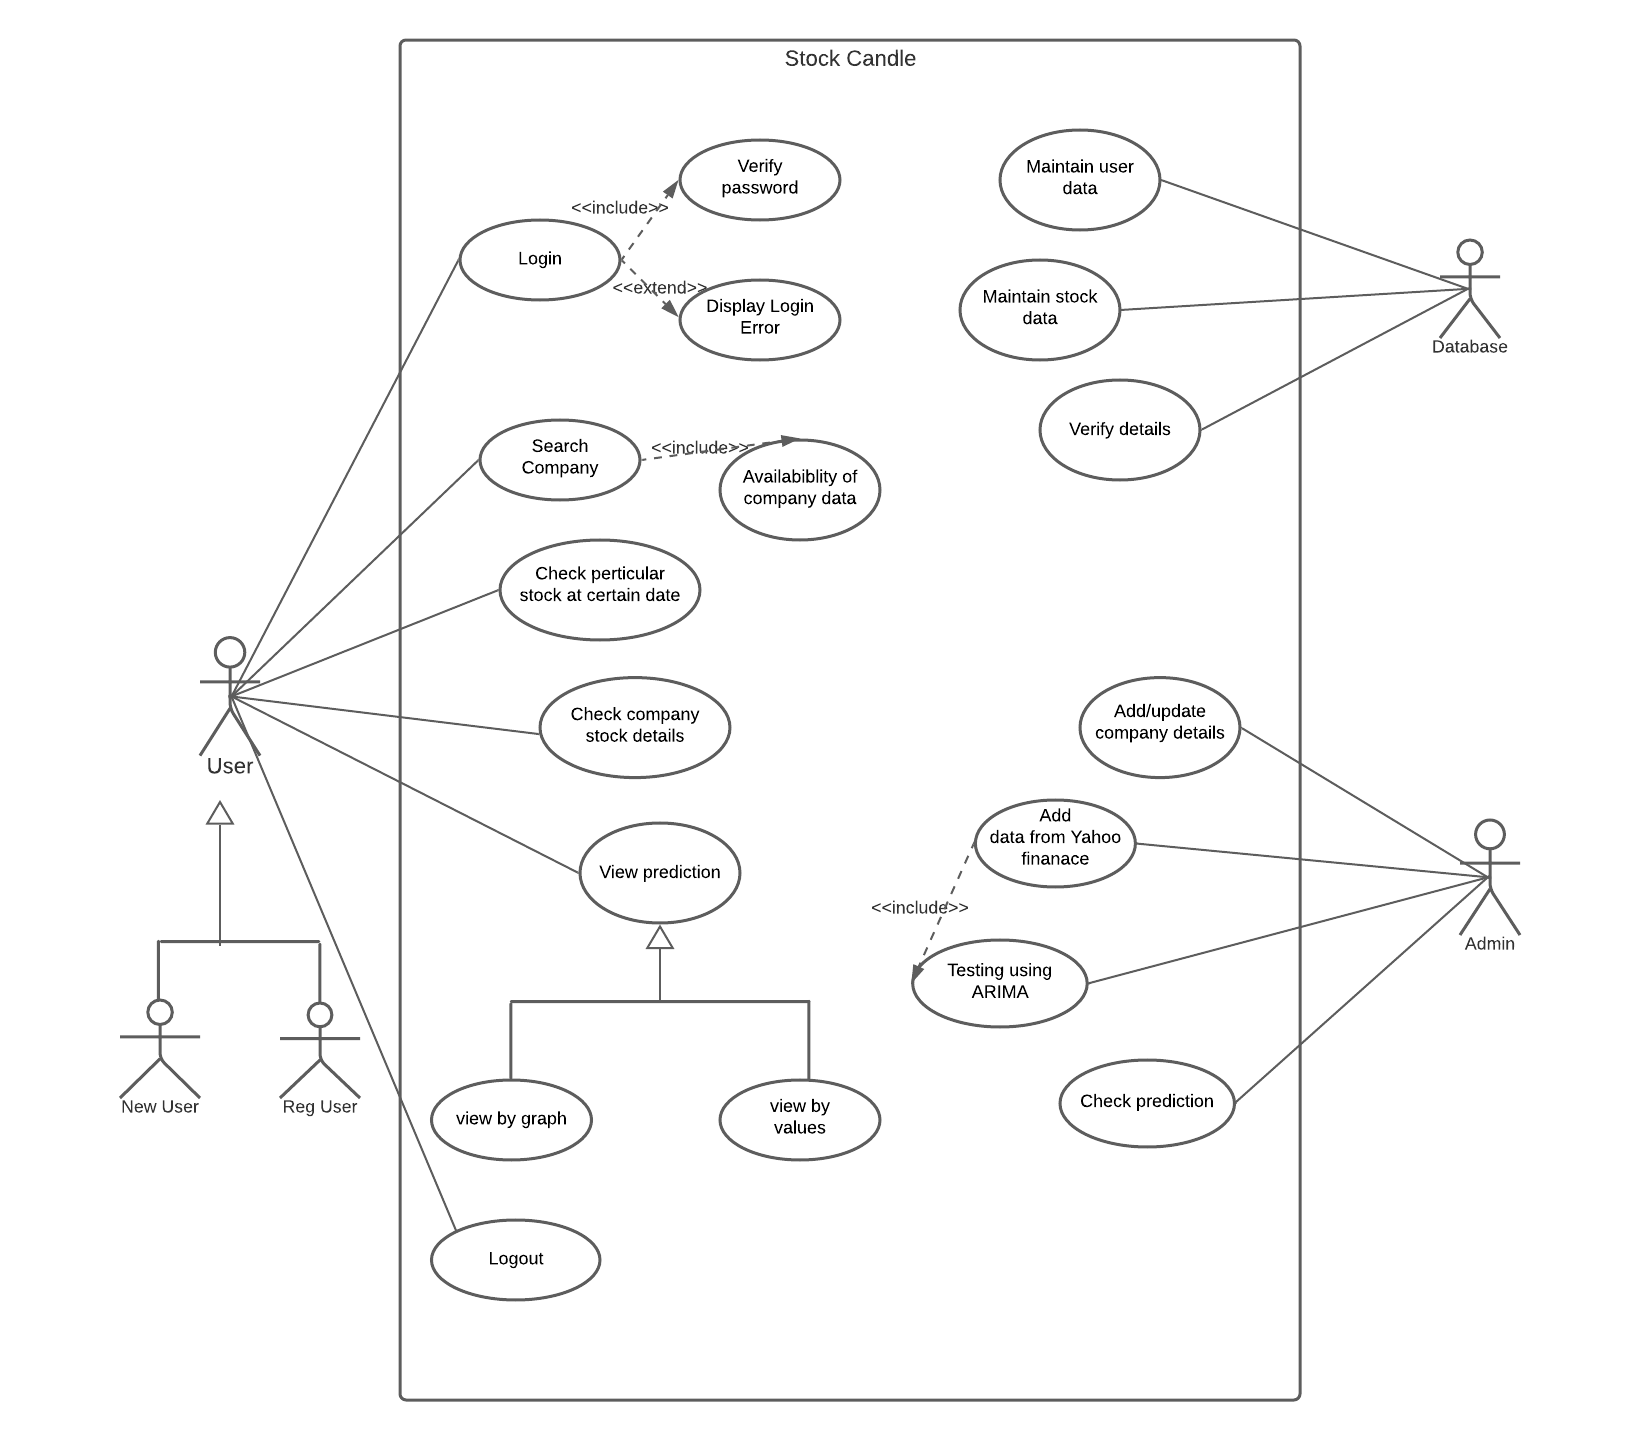 Stock Candle
Verify
password
<<include>>
Login
<<extend>>
Display Login
Error
Maintain user
data
Maintain stock
data
Database
Verify details
Search
Company
<<include>>
Availabiblity of
company data
Check perticular
stock at certain date
User
Check company
stock details
Add/update
company details
View prediction
Add
data from Yahoo
finanace
<<include>>
Admin
Testing using
ARIMA
New User
Reg User
view by graph
view by
values
Check prediction
Logout